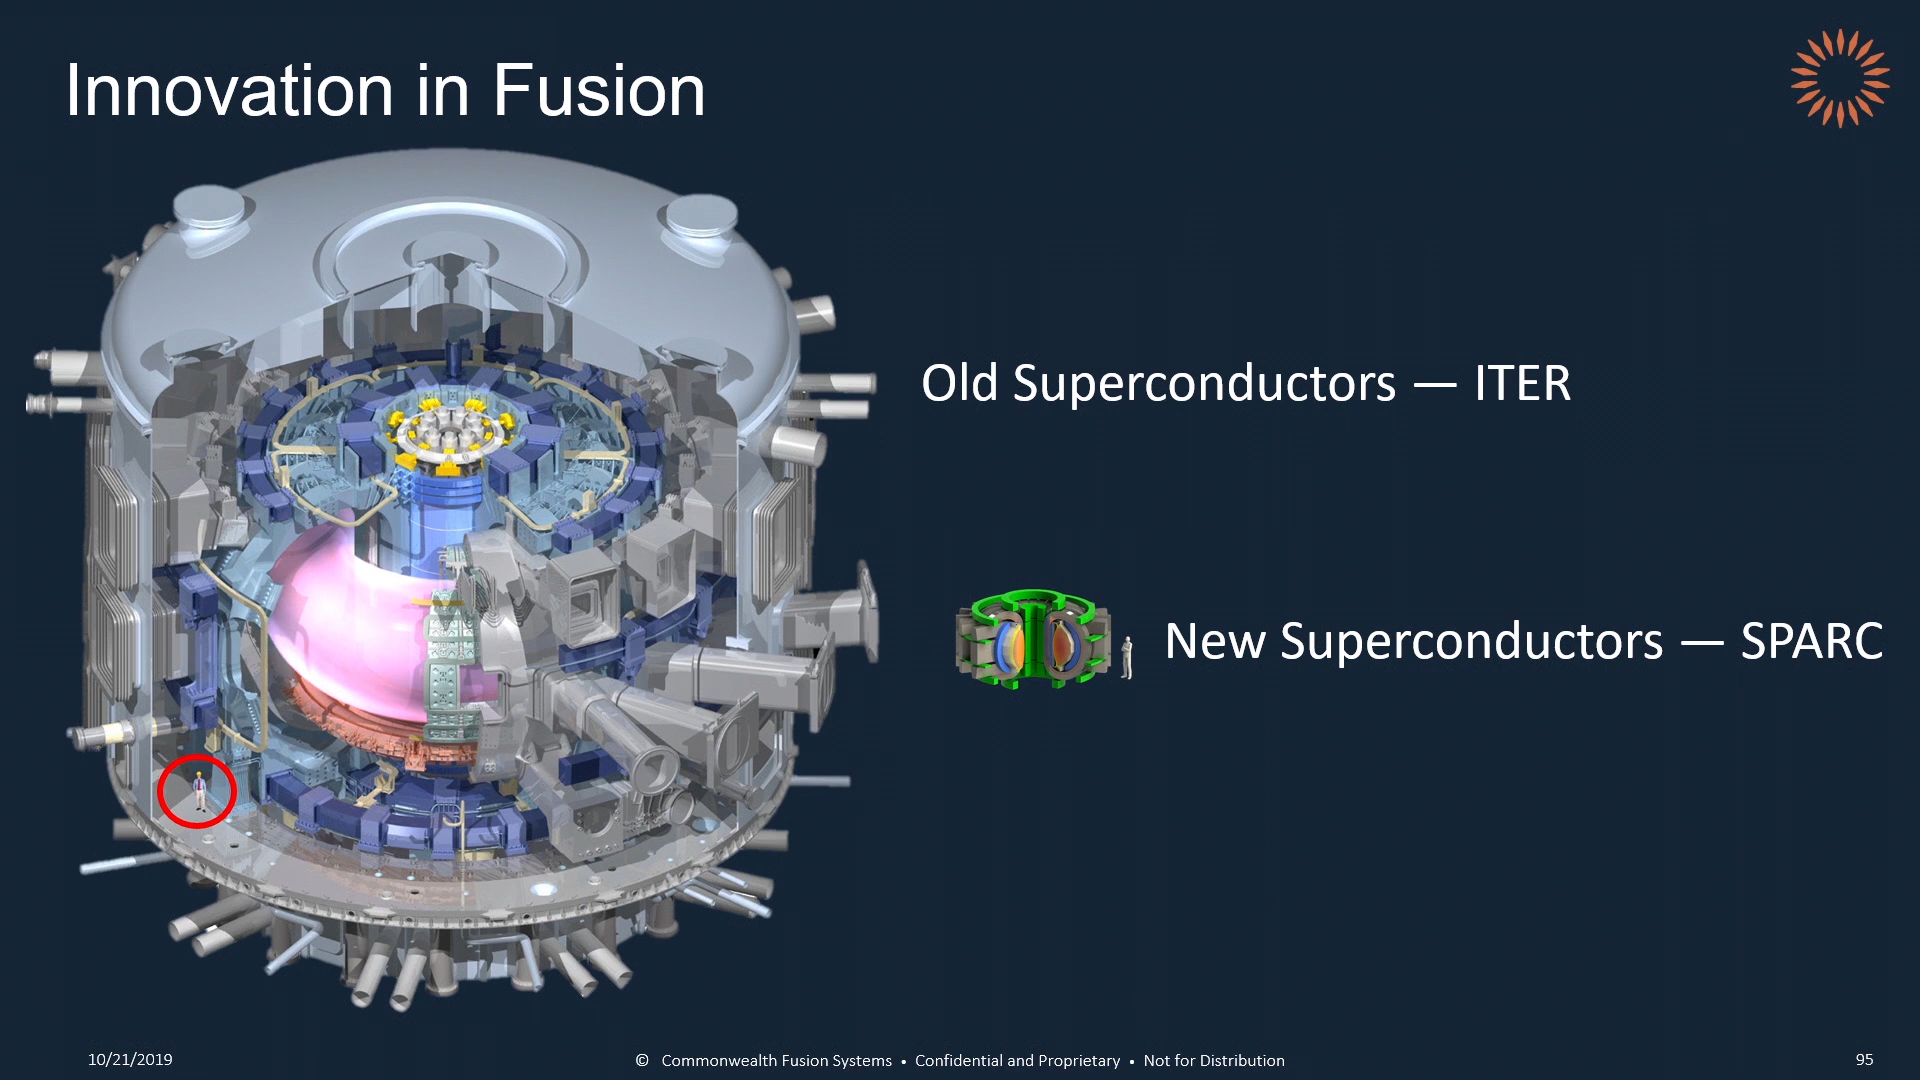 Innovation in Fusion
Old Superconductors — ITER
New Superconductors — SPARC
10/21/2019
© Commonwealth Fusion Systems • Confidential and Proprietary • Not for Distribution
95